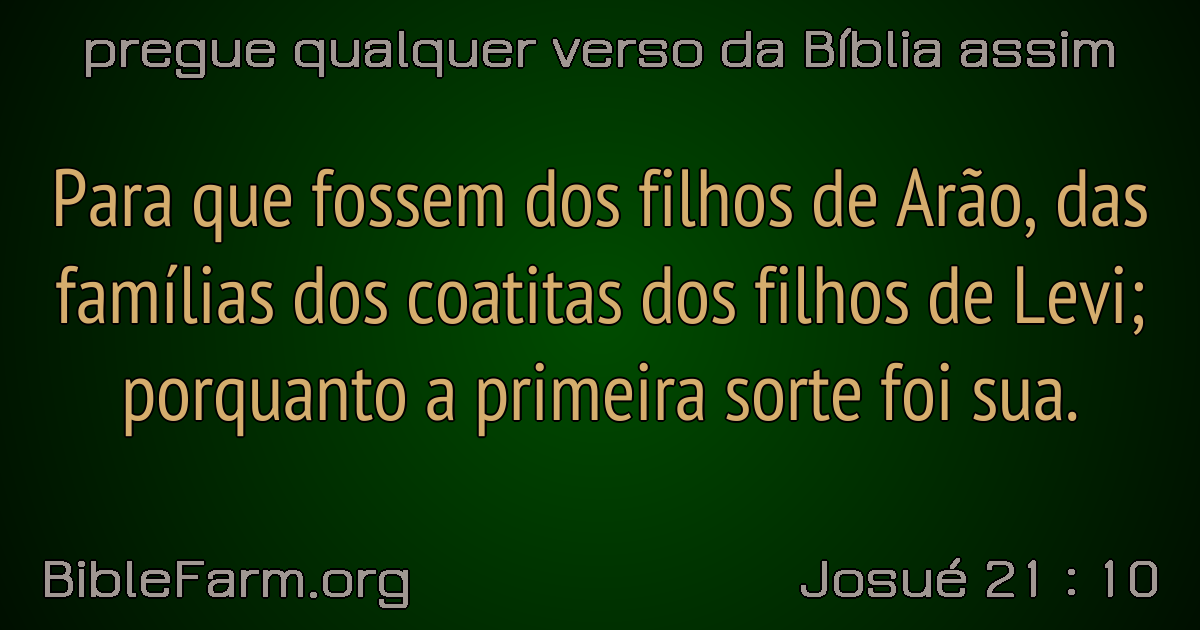 pregue qualquer verso da Bíblia assim
Para que fossem dos filhos de Arão, das
famílias dos coatitas dos filhos de Levi;
porquanto a primeira sorte foi sua.
BibleFarm.org
Josué 21 : 10